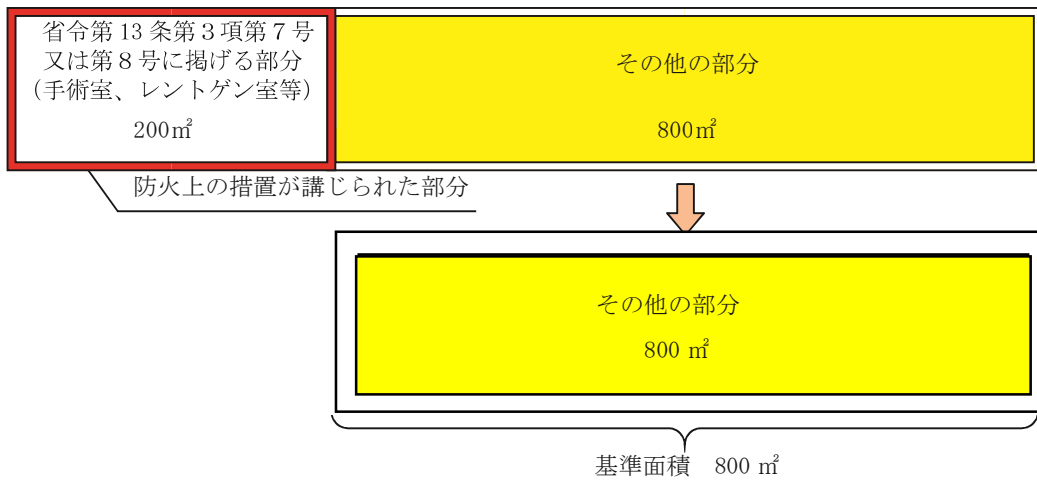 省令第 13 条第３項第７号
又は第８号に掲げる部分
（手術室、レントゲン室等）
200㎡
その他の部分
800㎡
防火上の措置が講じられた部分
その他の部分
800 ㎡
基準面積　800 ㎡